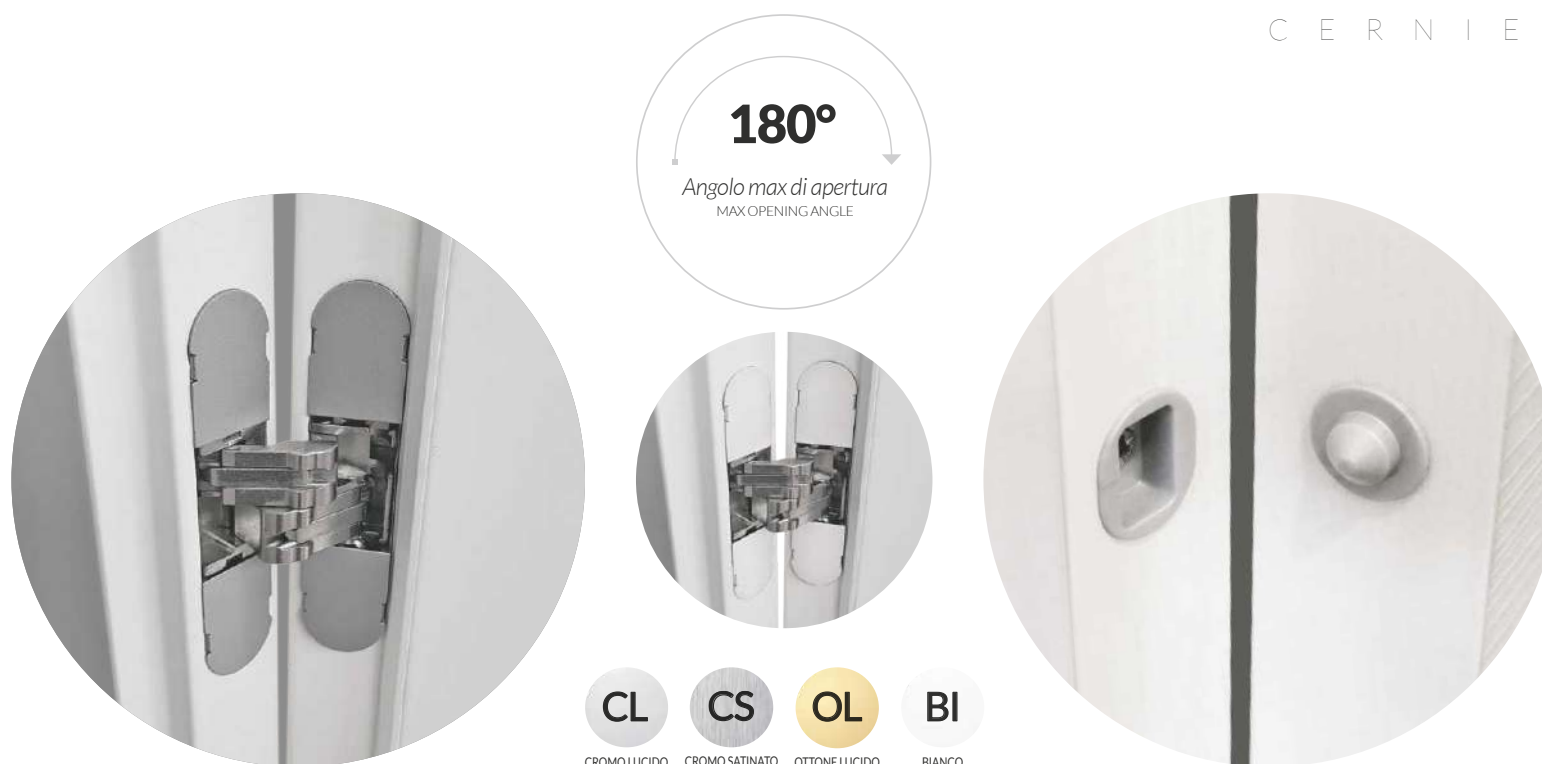 CERNIE
180°
Angolo max di apertura
MAX OPENING ANGLE
CL CS OL BI
CROMO LUCIDO CROMO SATINATO OTTONE LUCIDO BIANCO